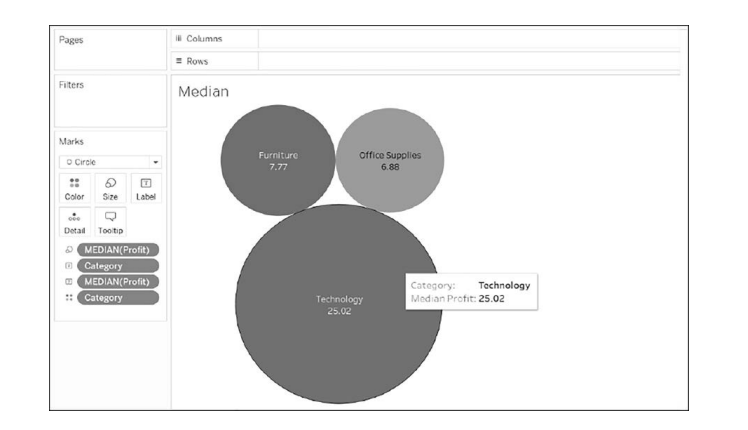 Pages
Columns
Rows
Filters
Median
Marks
Circle
Color Size Label
Detail Tooltip
MEDIAN(Profit)
Category
MEDIAN(Profit)
Category
Furniture
7.77
Office Supplies
6.88
Technology
25.02
Category: Technology
Median Profit: 25.02